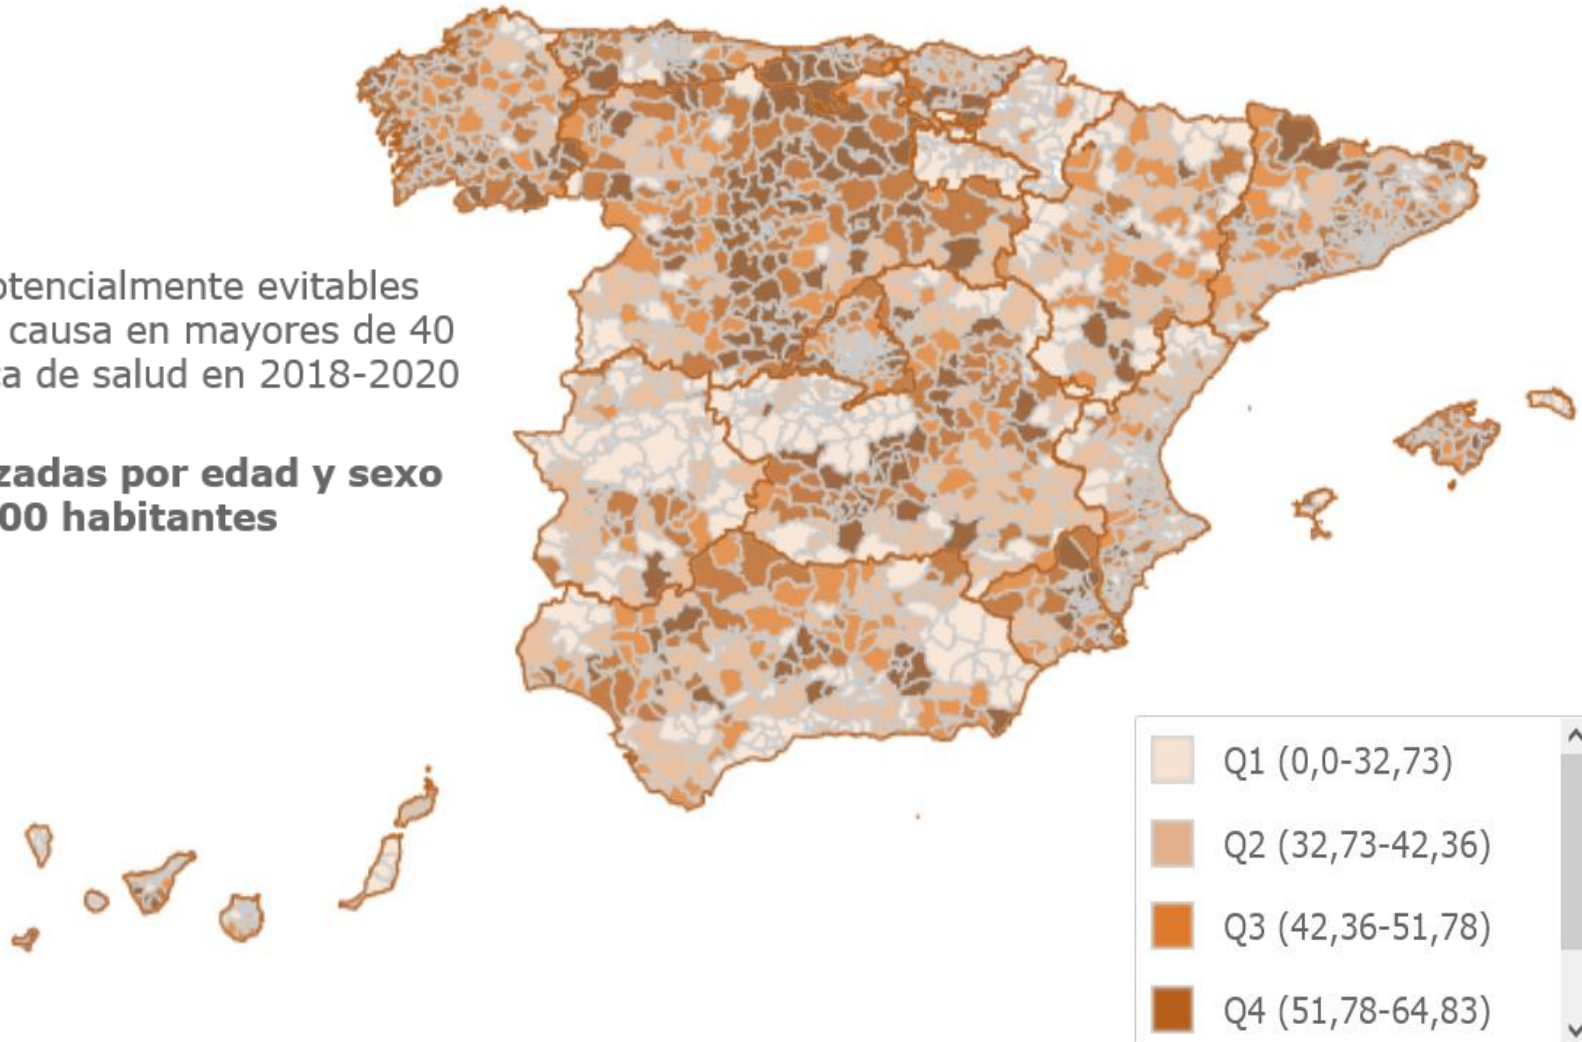 otencialmente evitables
causa en mayores de 40
ca de salud en 2018-2020
zadas por edad y sexo
00 habitantes
Q1 (0,0-32,73)
Q2 (32,73-42,36)
Q3 (42,36-51,78)
Q4 (51,78-64,83)